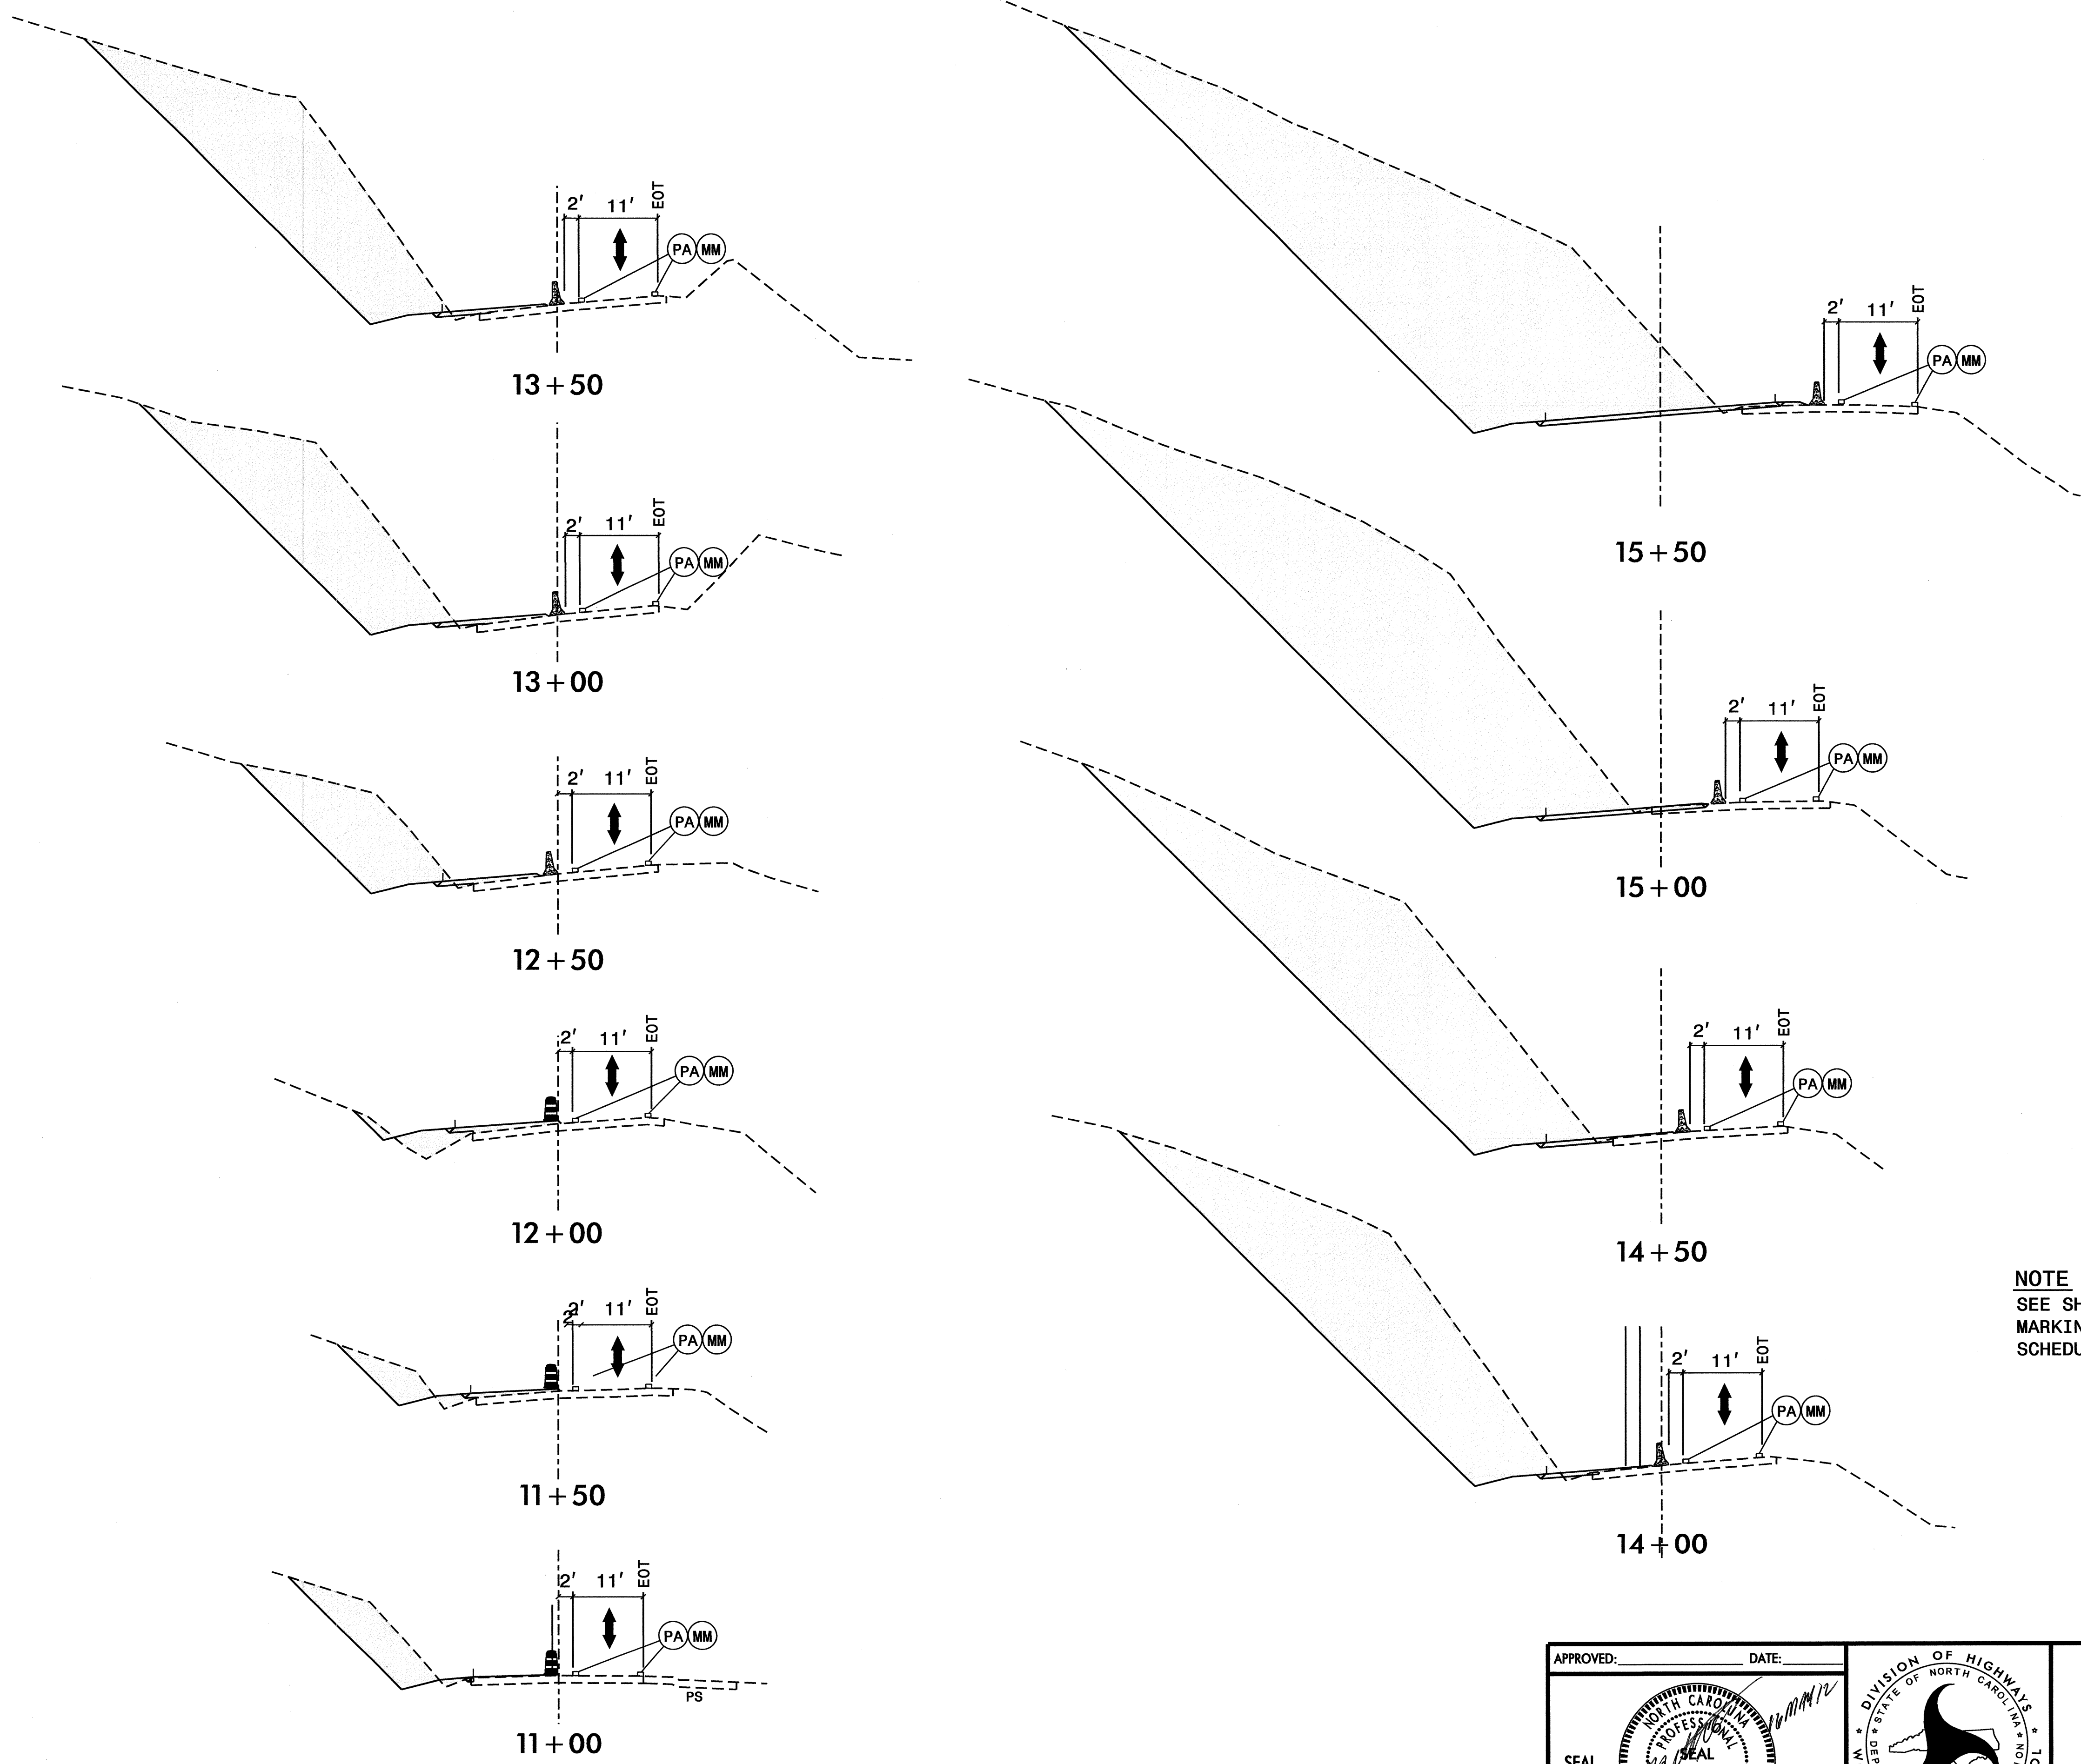 2' 11' EOT
PA MM
13+50
2' 11' EOT
PA MM
13+00
2' 11' EOT
PA MM
12+50
2' 11' EOT
PA MM
12+00
2' 2' 11' EOT
PA MM
11+50
2' 11' EOT
PA MM
PS
11+00
2' 11' EOT
PA MM
15+50
2' 11' EOT
PA MM
15+00
2' 11' EOT
PA MM
14+50
2' 11' EOT
PA MM
14+00
NOTE
SEE SH
MARKIN
SCHEDU
APPROVED: DATE:
NORTH CAROLINA
PROFESSIONAL
SEAL
SEAL
16 MAY 12
DIVISION OF HIGHWAYS
STATE OF NORTH CAROLINA